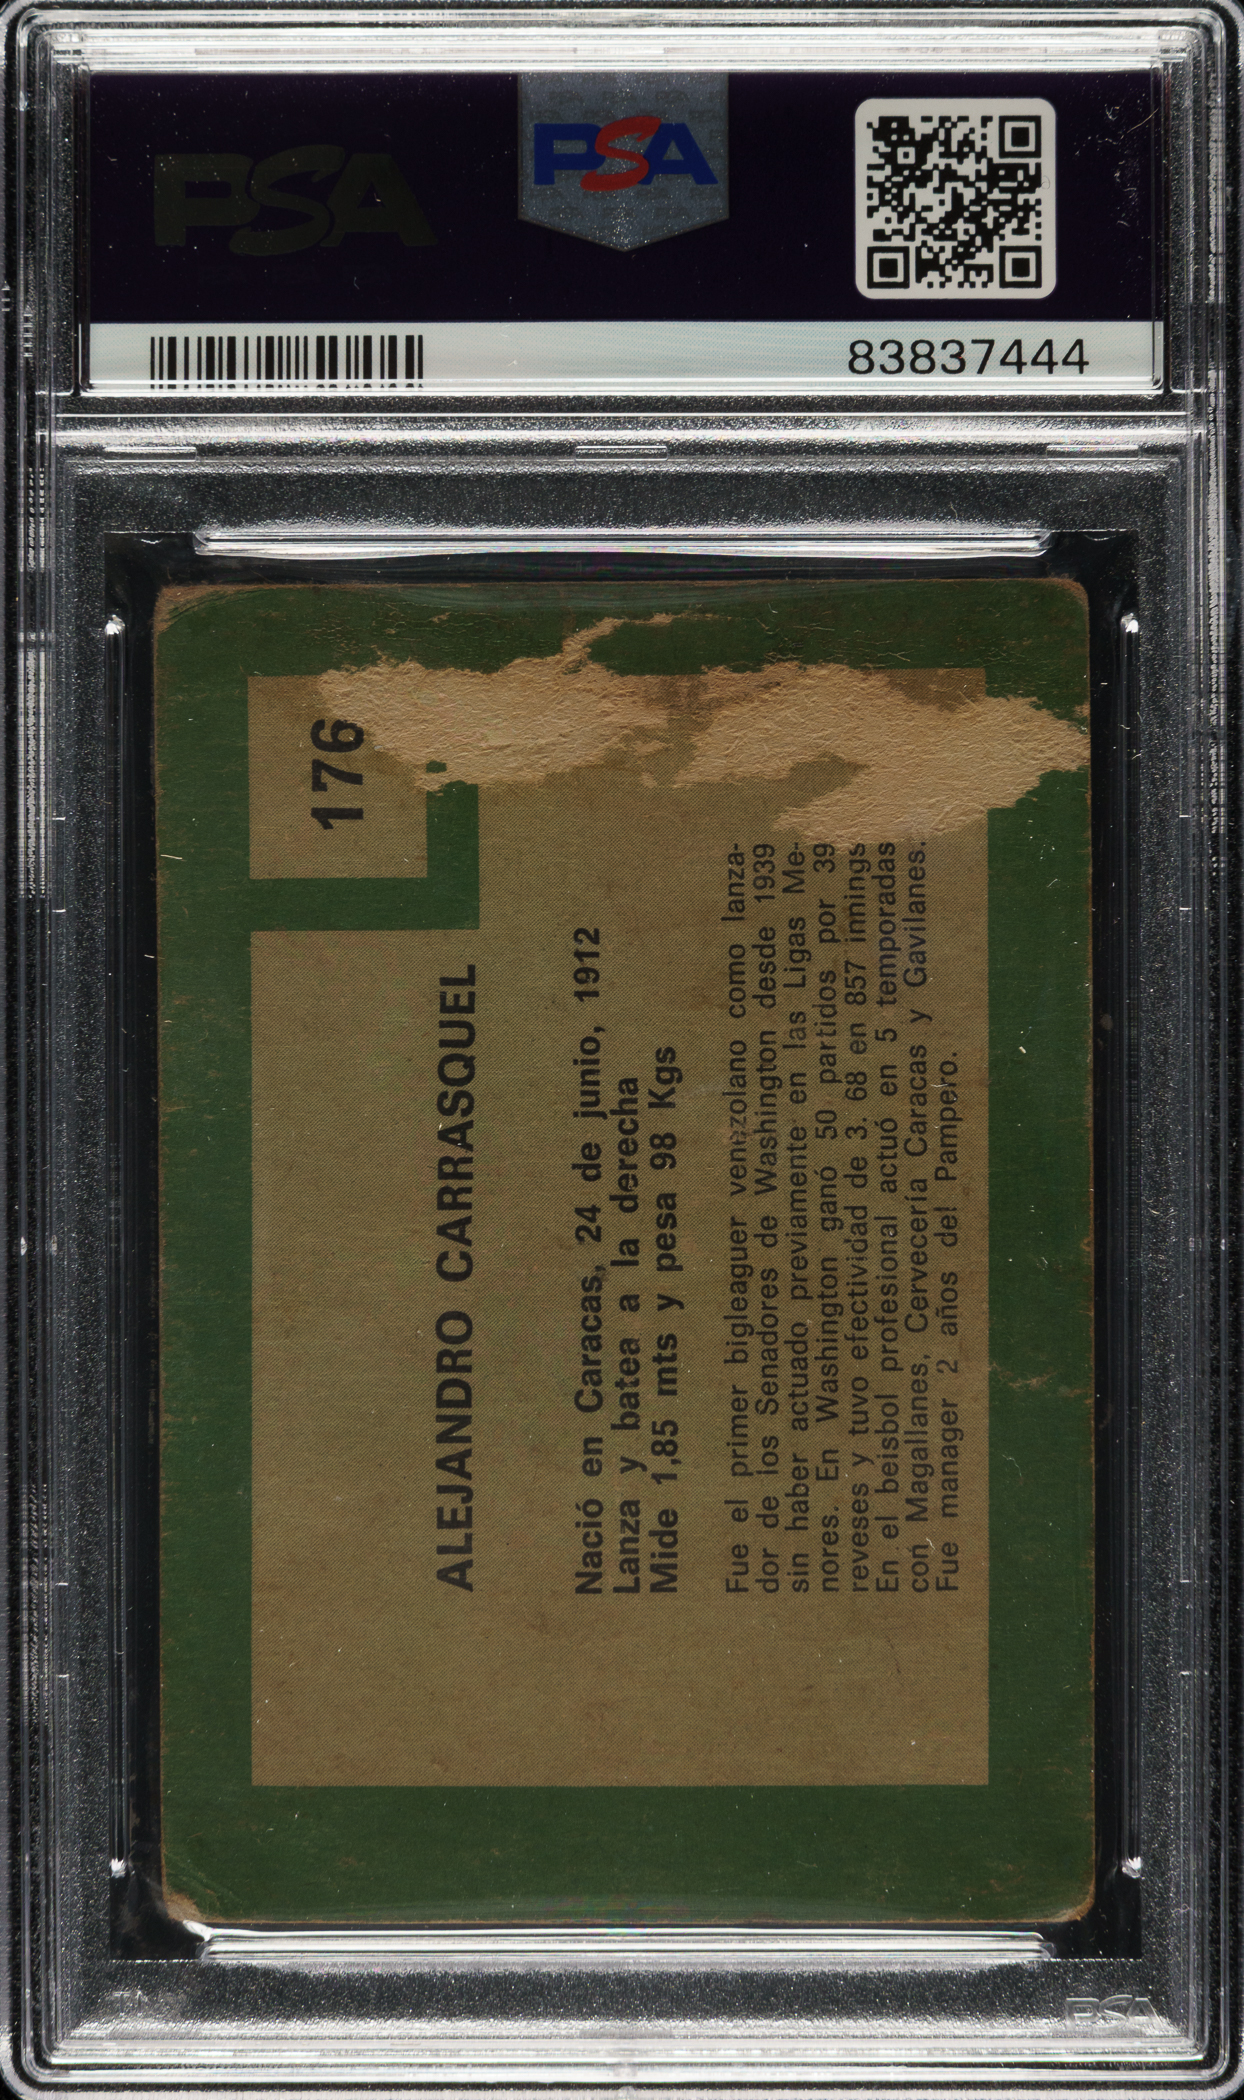 PSA
PSA
83837444
176
ALEJANDRO CARRASQUEL
Nació en Caracas, 24 de junio, 1912
Lanza y batea a la derecha
Mide 1,85 mts y pesa 98 Kgs
Fue el primer bigleaguer venezolano como lanza-
dor de los Senadores de Washington desde 1939
sin haber actuado previamente en las Ligas Me-
nores. En Washington ganó 50 partidos por 39
reveses y tuvo efectividad de 3. 68 en 857 innings
En el beisbol profesional actuó en 5 temporadas
con Magallanes, Cervecería Caracas y Gavilanes.
Fue manager 2 años del Pampero.
PSA